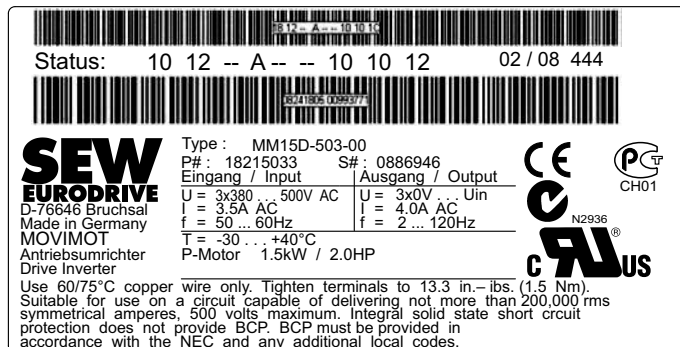 18 12 -- A -- -- 10 10 1C
Status: 10 12 -- A -- -- 10 10 12 02 / 08 444
08241805 00993771
SEW
EURODRIVE
D-76646 Bruchsal
Made in Germany
MOVIMOT
Antriebsumrichter
Drive Inverter
Type : MM15D-503-00
P# : 18215033 S# : 0886946
Eingang / Input
U = 3x380 . . . 500V AC
I = 3.5A AC
f = 50 ... 60Hz
Ausgang / Output
U = 3x0V . . . Uin
I = 4.0A AC
f = 2 ... 120Hz
T = -30 . . . +40°C
P-Motor 1.5kW / 2.0HP
CE
PCT
CH01
N2936
C RU US ®
Use 60/75°C copper wire only. Tighten terminals to 13.3 in.– ibs. (1.5 Nm).
Suitable for use on a circuit capable of delivering not more than 200,000 rms
symmetrical amperes, 500 volts maximum. Integral solid state short crcuit
protection does not provide BCP. BCP must be provided in
accordance with the NEC and any additional local codes.